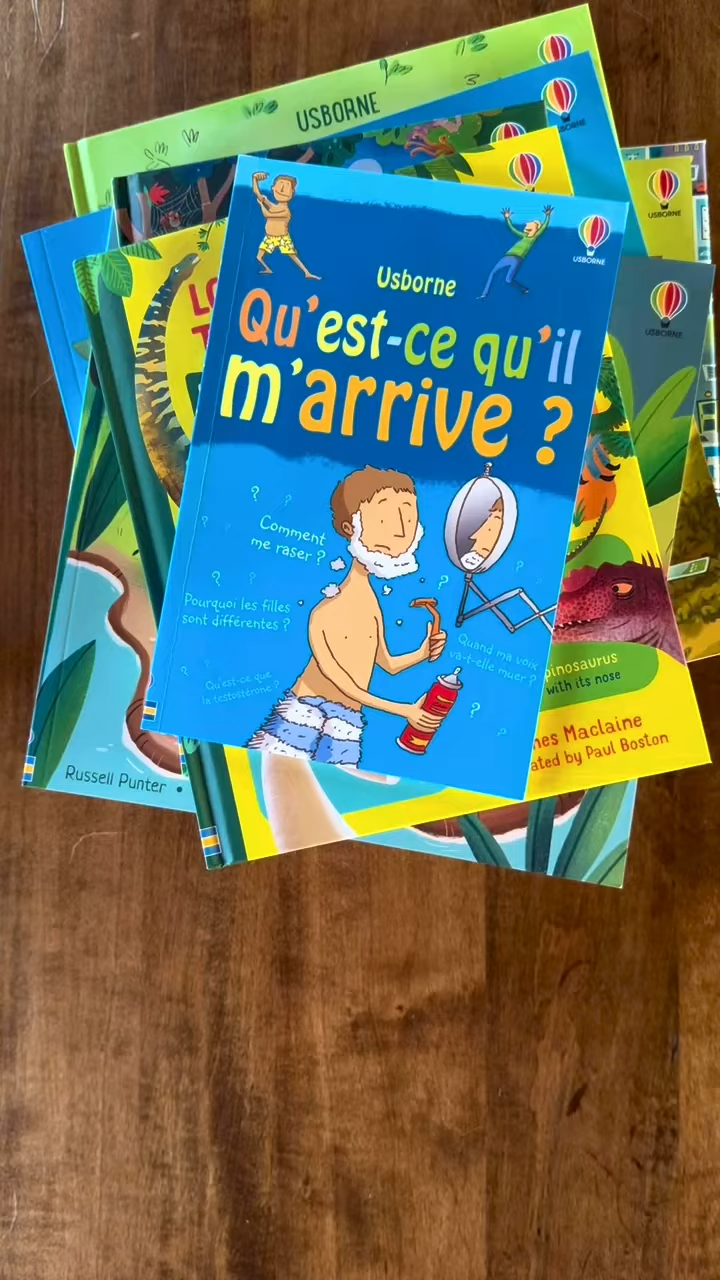 USBORNE
USBORNE
USBORNE
USBORNE
USBORNE
Usborne
Qu'est-ce qu'il
m'arrive ?
Comment
me raser ?
Pourquoi les filles
sont différentes ?
Quand ma voix
va-t-elle muer ?
Qu'est-ce que
la testostérone ?
pinosaurus
with its nose
nes Maclaine
ated by Paul Boston
Russell Punter •